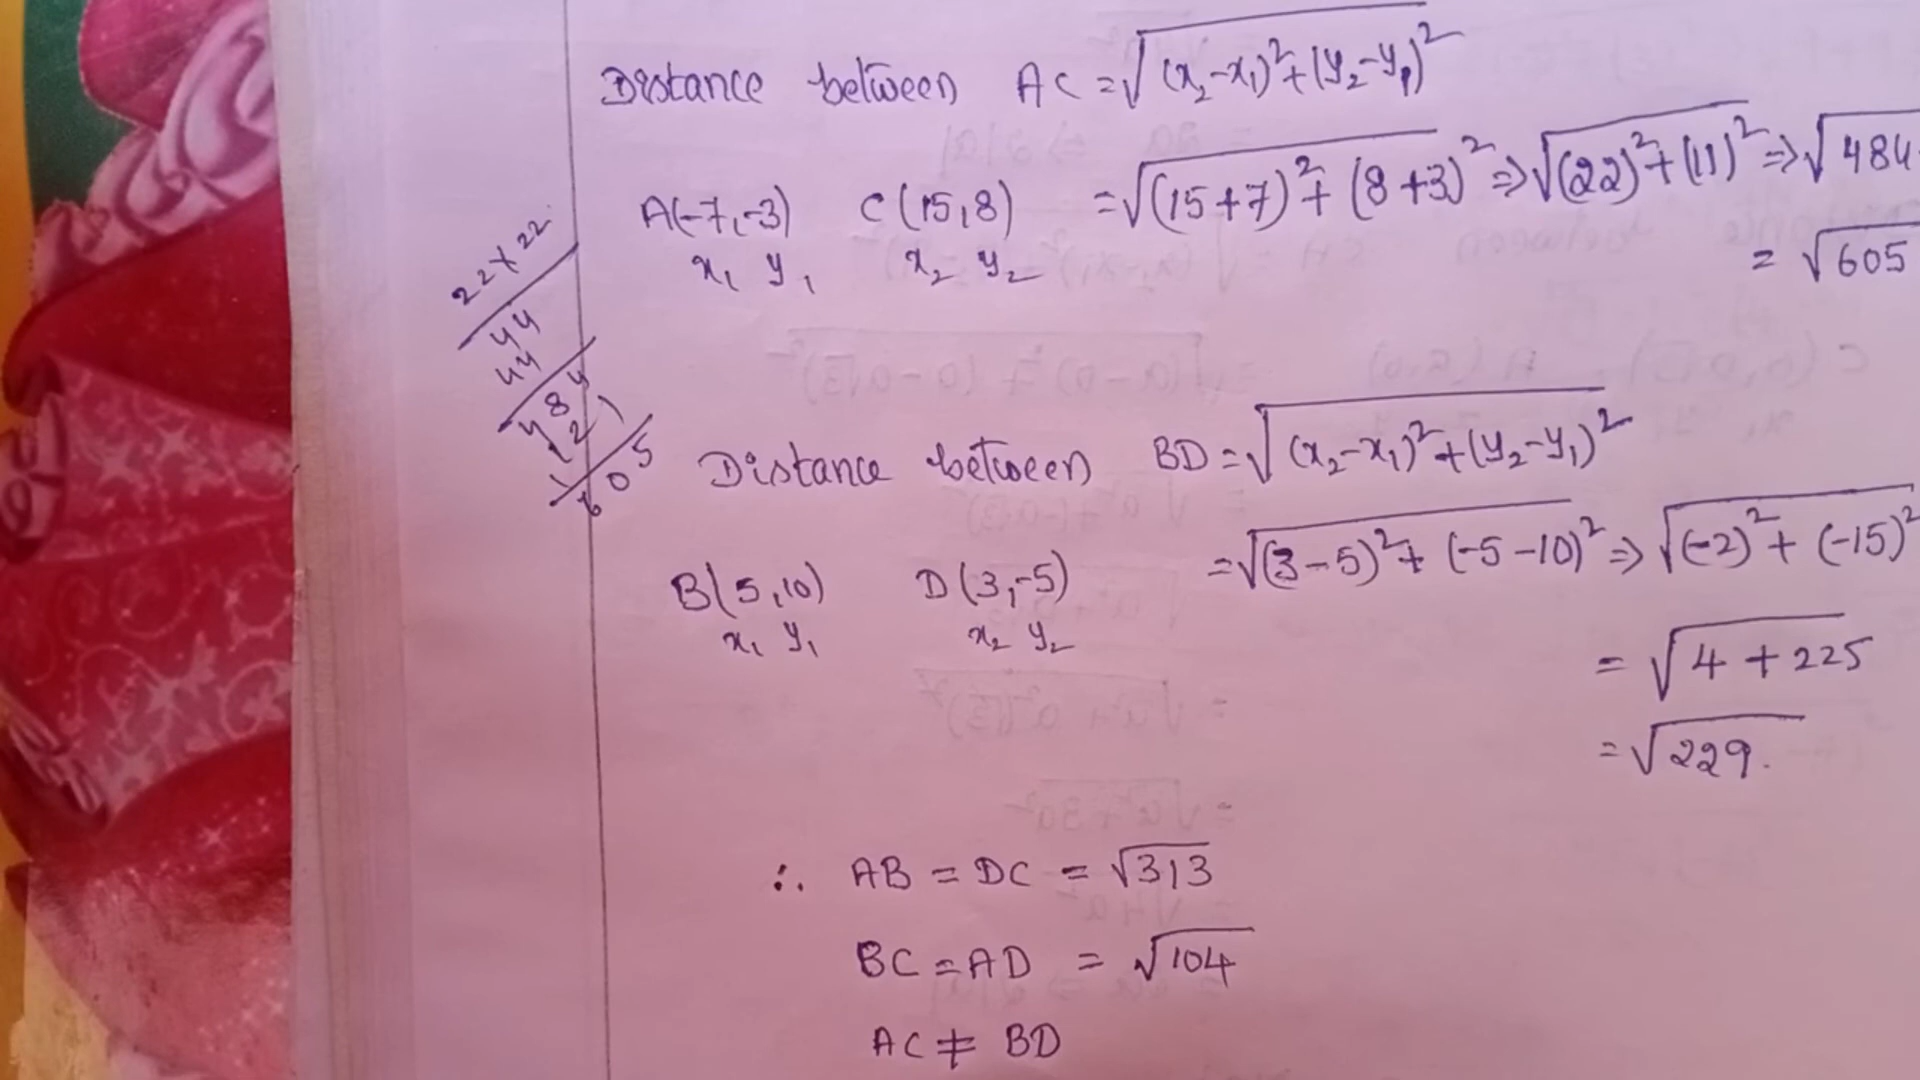 Distance between AC = √(x₂-x₁)²+(y₂-y₁)²
A(-7,-3) C(15,8) = √(15+7)²+(8+3)² ⇒ √(22)²+(11)² ⇒ √484
x₁ y₁ x₂ y₂ = √605
22×22
44
44
484
121
605
Distance between BD = √(x₂-x₁)²+(y₂-y₁)²
B(5,10) D(3,-5) = √(3-5)²+(-5-10)² ⇒ √(-2)²+(-15)²
x₁ y₁ x₂ y₂
= √4+225
= √229.
∴ AB = DC = √313
BC = AD = √104
AC ≠ BD